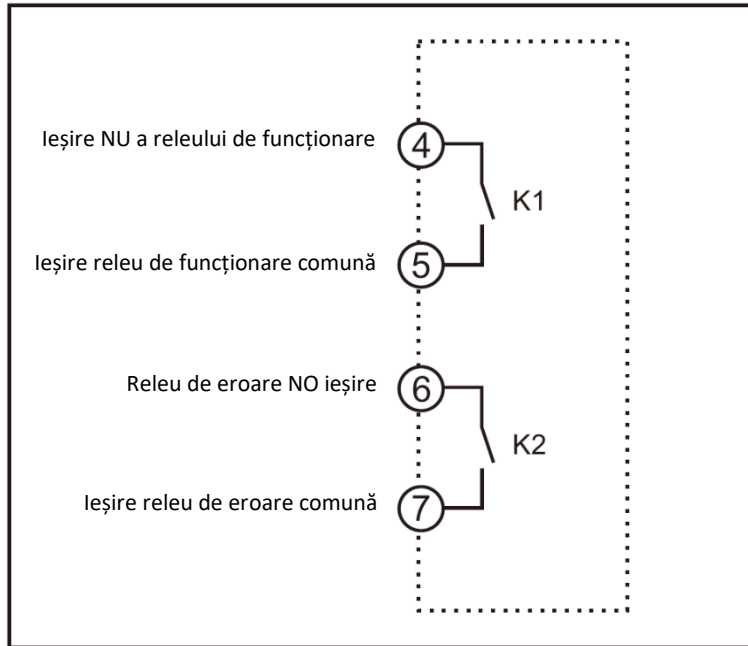 Ieșire NU a releului de funcționare
4
K1
Ieșire releu de funcționare comună
5
Releu de eroare NO ieșire
6
K2
Ieșire releu de eroare comună
7